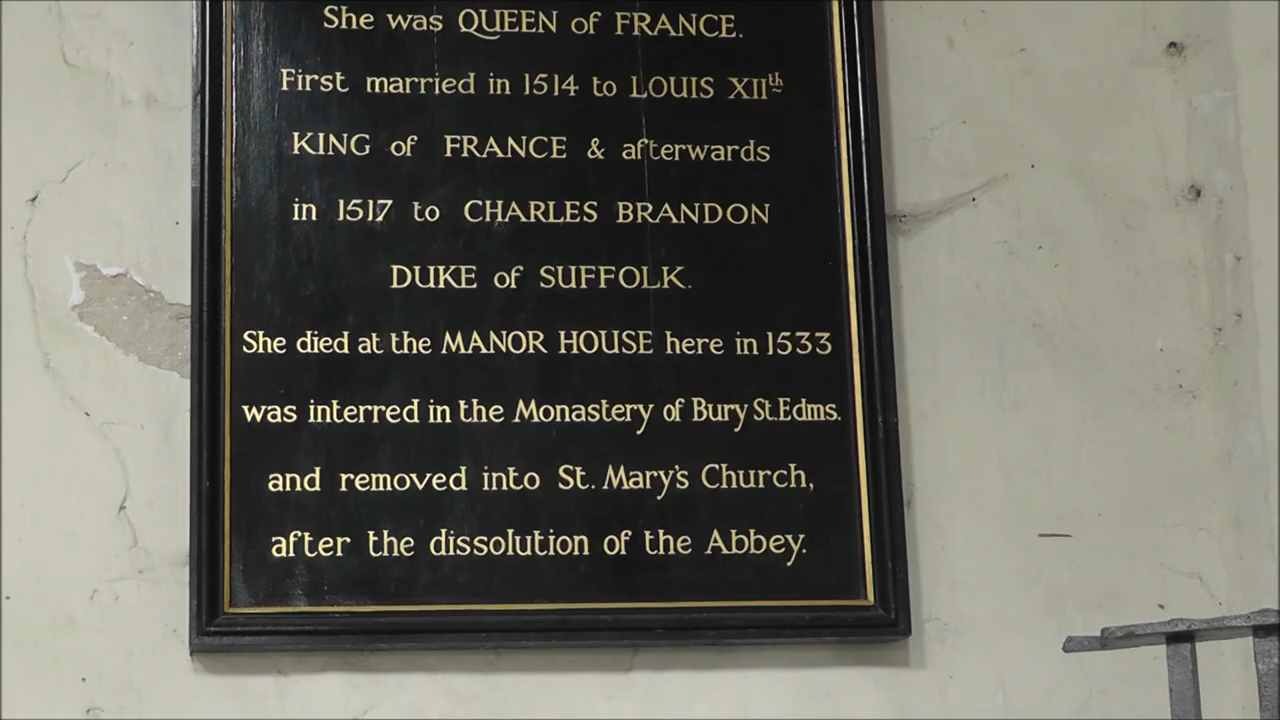 She was QUEEN of FRANCE.
First married in 1514 to LOUIS XIIth
KING of FRANCE & afterwards
in 1517 to CHARLES BRANDON
DUKE of SUFFOLK.
She died at the MANOR HOUSE here in 1533
was interred in the Monastery of Bury St.Edms.
and removed into St. Mary's Church,
after the dissolution of the Abbey.